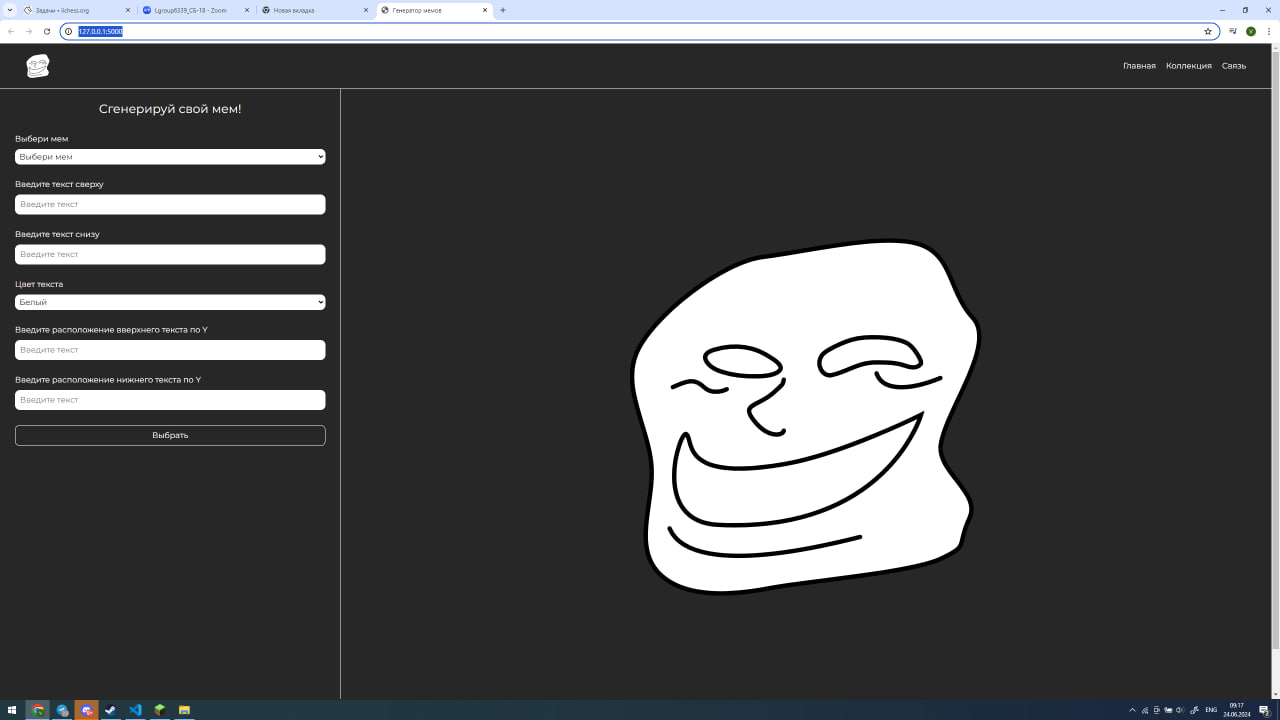 Задачи • lichess.org
Lgroup6339_CБ-18 - Zoom
Новая вкладка
Генератор мемов
127.0.0.1:5000
Главная Коллекция Связь
Сгенерируй свой мем!
Выбери мем
Выбери мем
Введите текст сверху
Введите текст
Введите текст снизу
Введите текст
Цвет текста
Белый
Введите расположение вверхнего текста по Y
Введите текст
Введите расположение нижнего текста по Y
Введите текст
Выбрать
ENG
09:17
24.06.2024